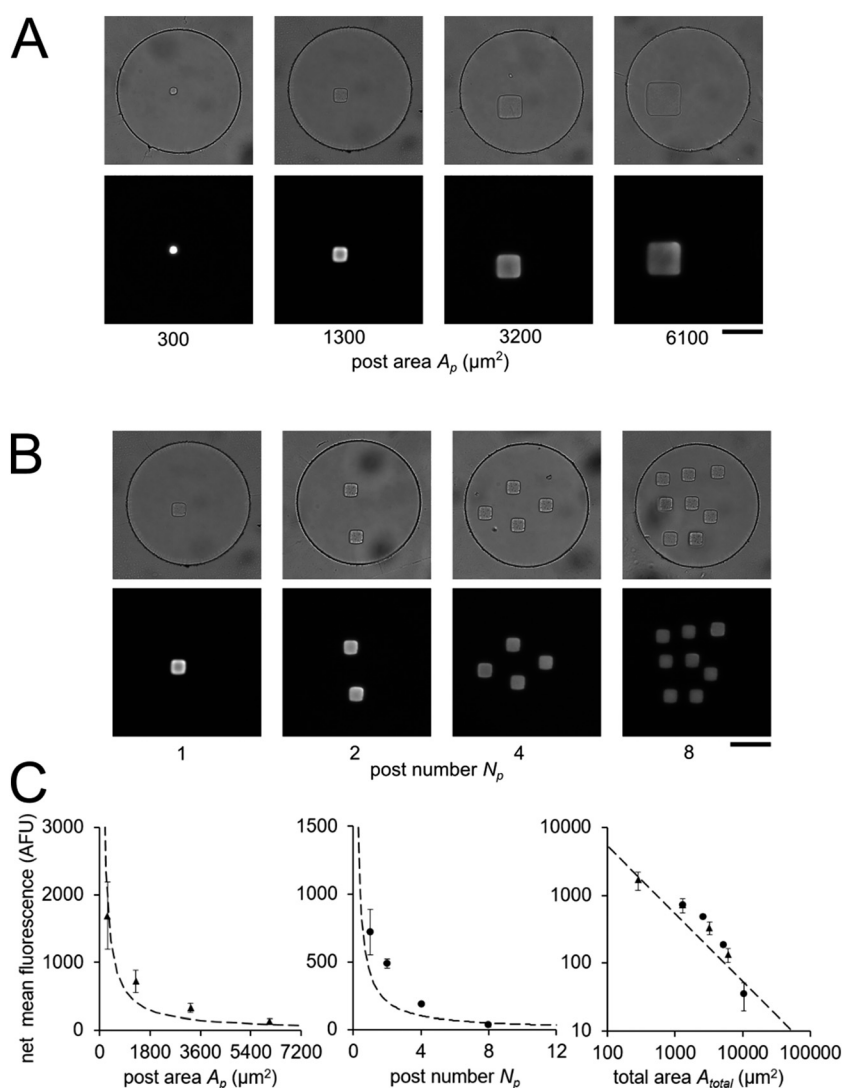 A
300 1300 3200 6100
post area Ap (µm²)
B
1 2 4 8
post number Np
C
net mean fluorescence (AFU)
3000
2000
1000
0
0 1800 3600 5400 7200
post area Ap (µm²)
1500
1000
500
0
0 4 8 12
post number Np
10000
1000
100
10
100 1000 10000 100000
total area Atotal(µm²)